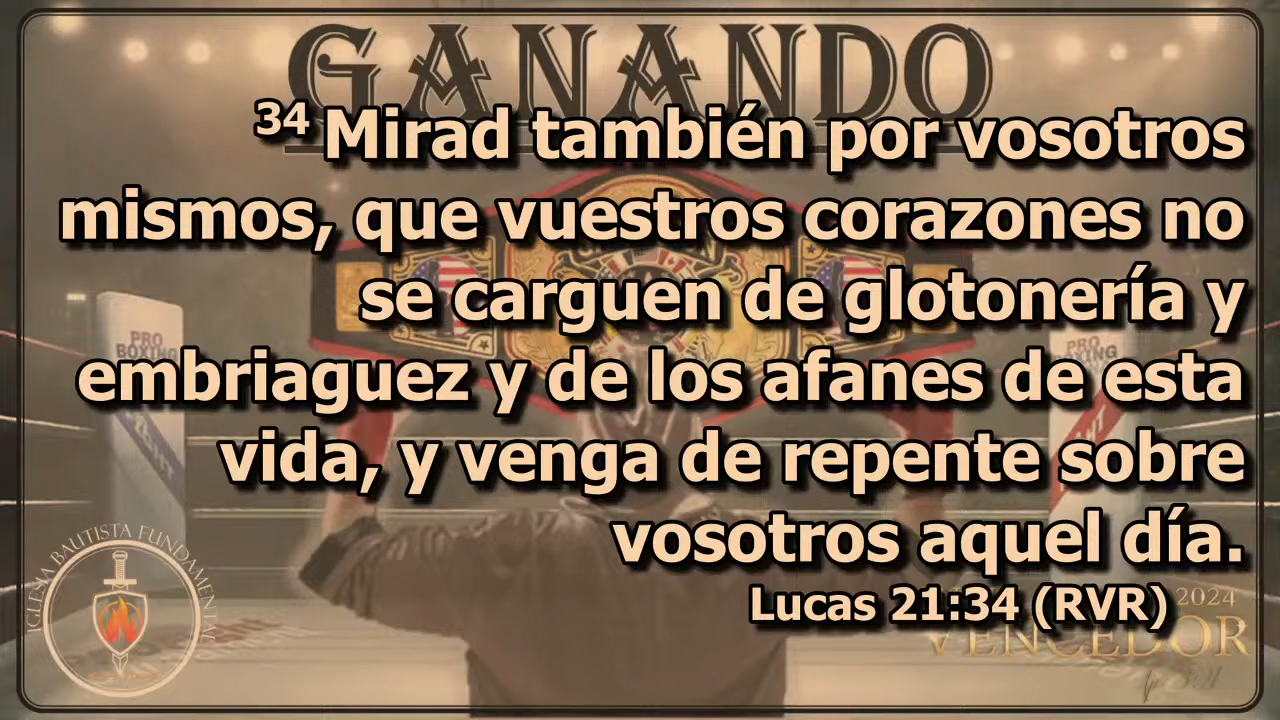 GANANDO
34 Mirad también por vosotros
mismos, que vuestros corazones no
se carguen de glotonería y
embriaguez y de los afanes de esta
vida, y venga de repente sobre
vosotros aquel día.
Lucas 21:34 (RVR)
PRO
BOXING
PRO
BOXING
IGLESIA BAUTISTA FUNDAMENTAL
2024
VENCEDOR